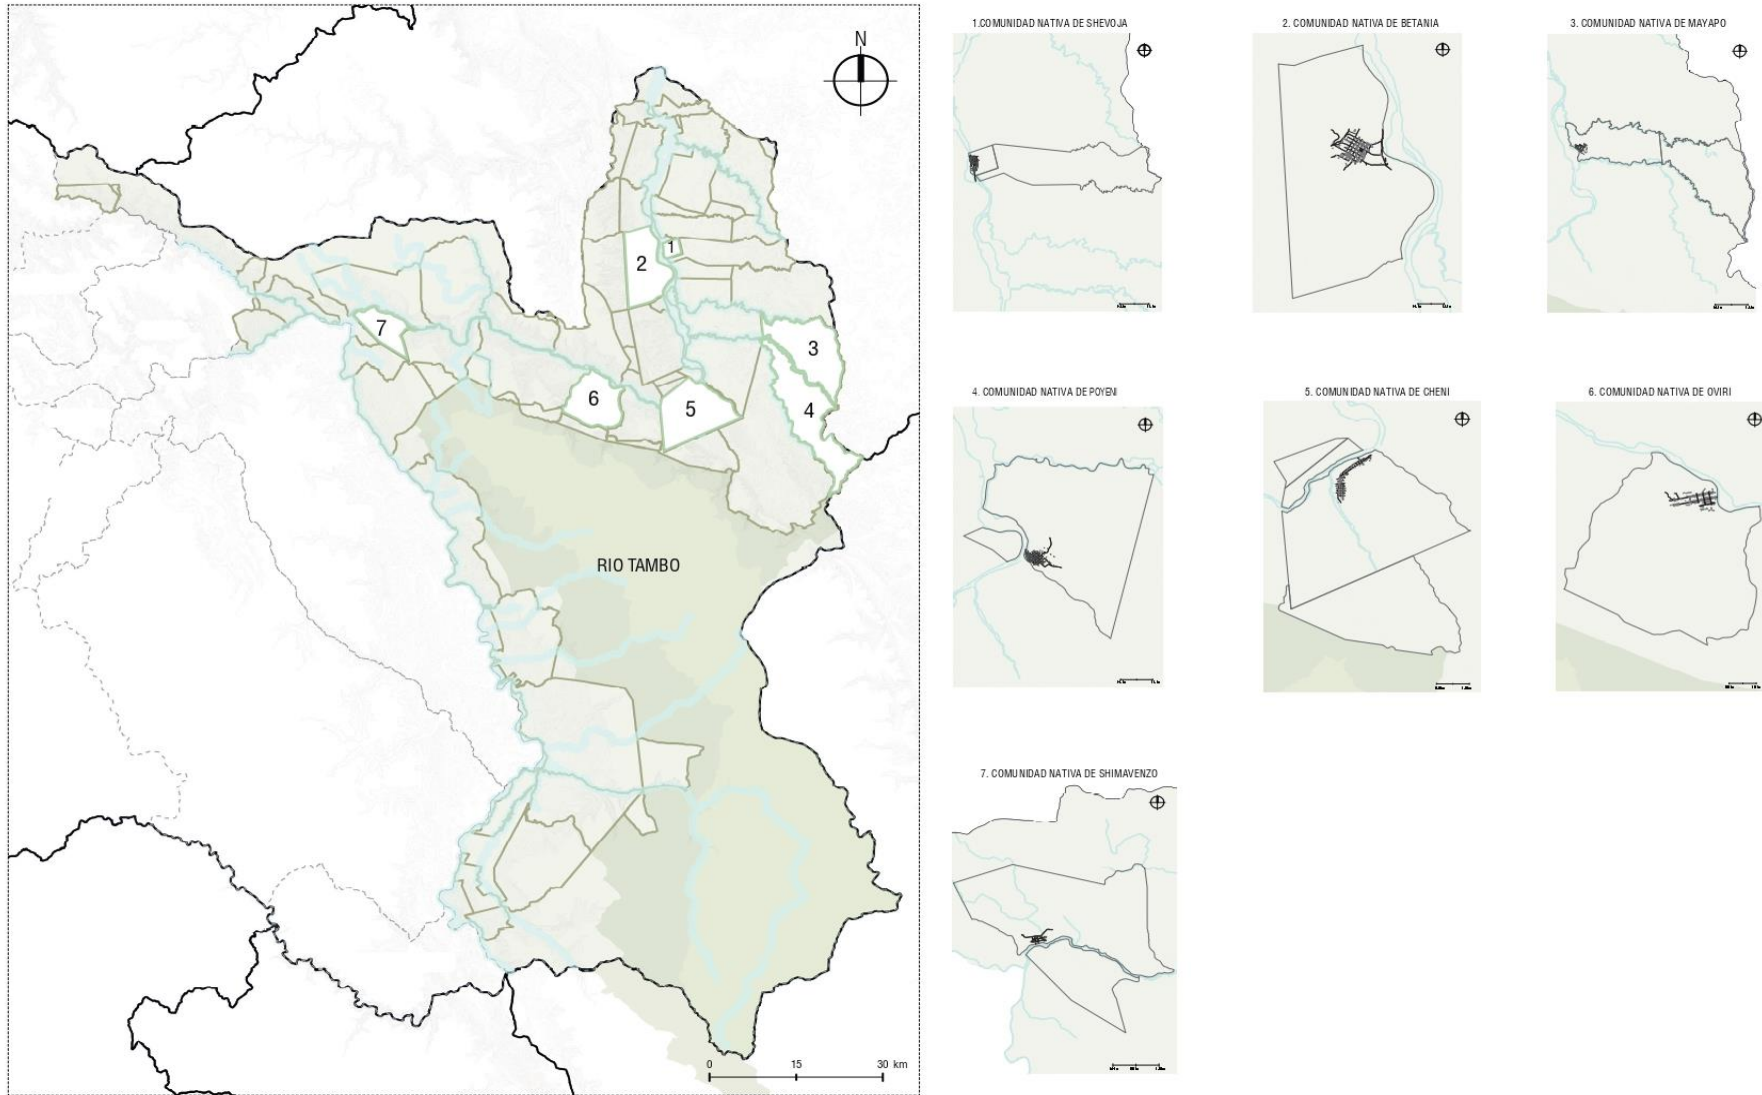 N
1
2
3
4
5
6
7
RIO TAMBO
0 15 30 km
1.COMUNIDAD NATIVA DE SHEVOJA
2. COMUNIDAD NATIVA DE BETANIA
3. COMUNIDAD NATIVA DE MAYAPO
4. COMUNIDAD NATIVA DE POYENI
5. COMUNIDAD NATIVA DE CHENI
6. COMUNIDAD NATIVA DE OVIRI
7. COMUNIDAD NATIVA DE SHIMAVENZO